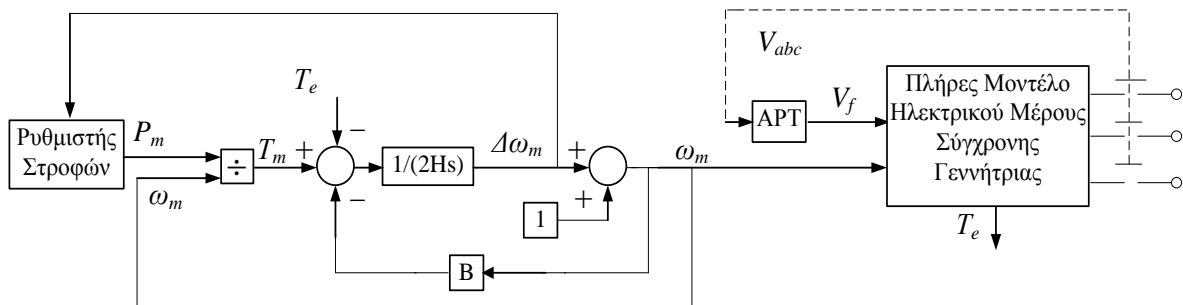 V_abc
T_e
Πλήρες Μοντέλο
Ηλεκτρικού Μέρους
Σύγχρονης
Γεννήτριας
Ρυθμιστής
Στροφών
P_m
ω_m
÷
T_m
+
−
−
1/(2Hs)
Δω_m
+
+
1
ω_m
APT
V_f
B
T_e